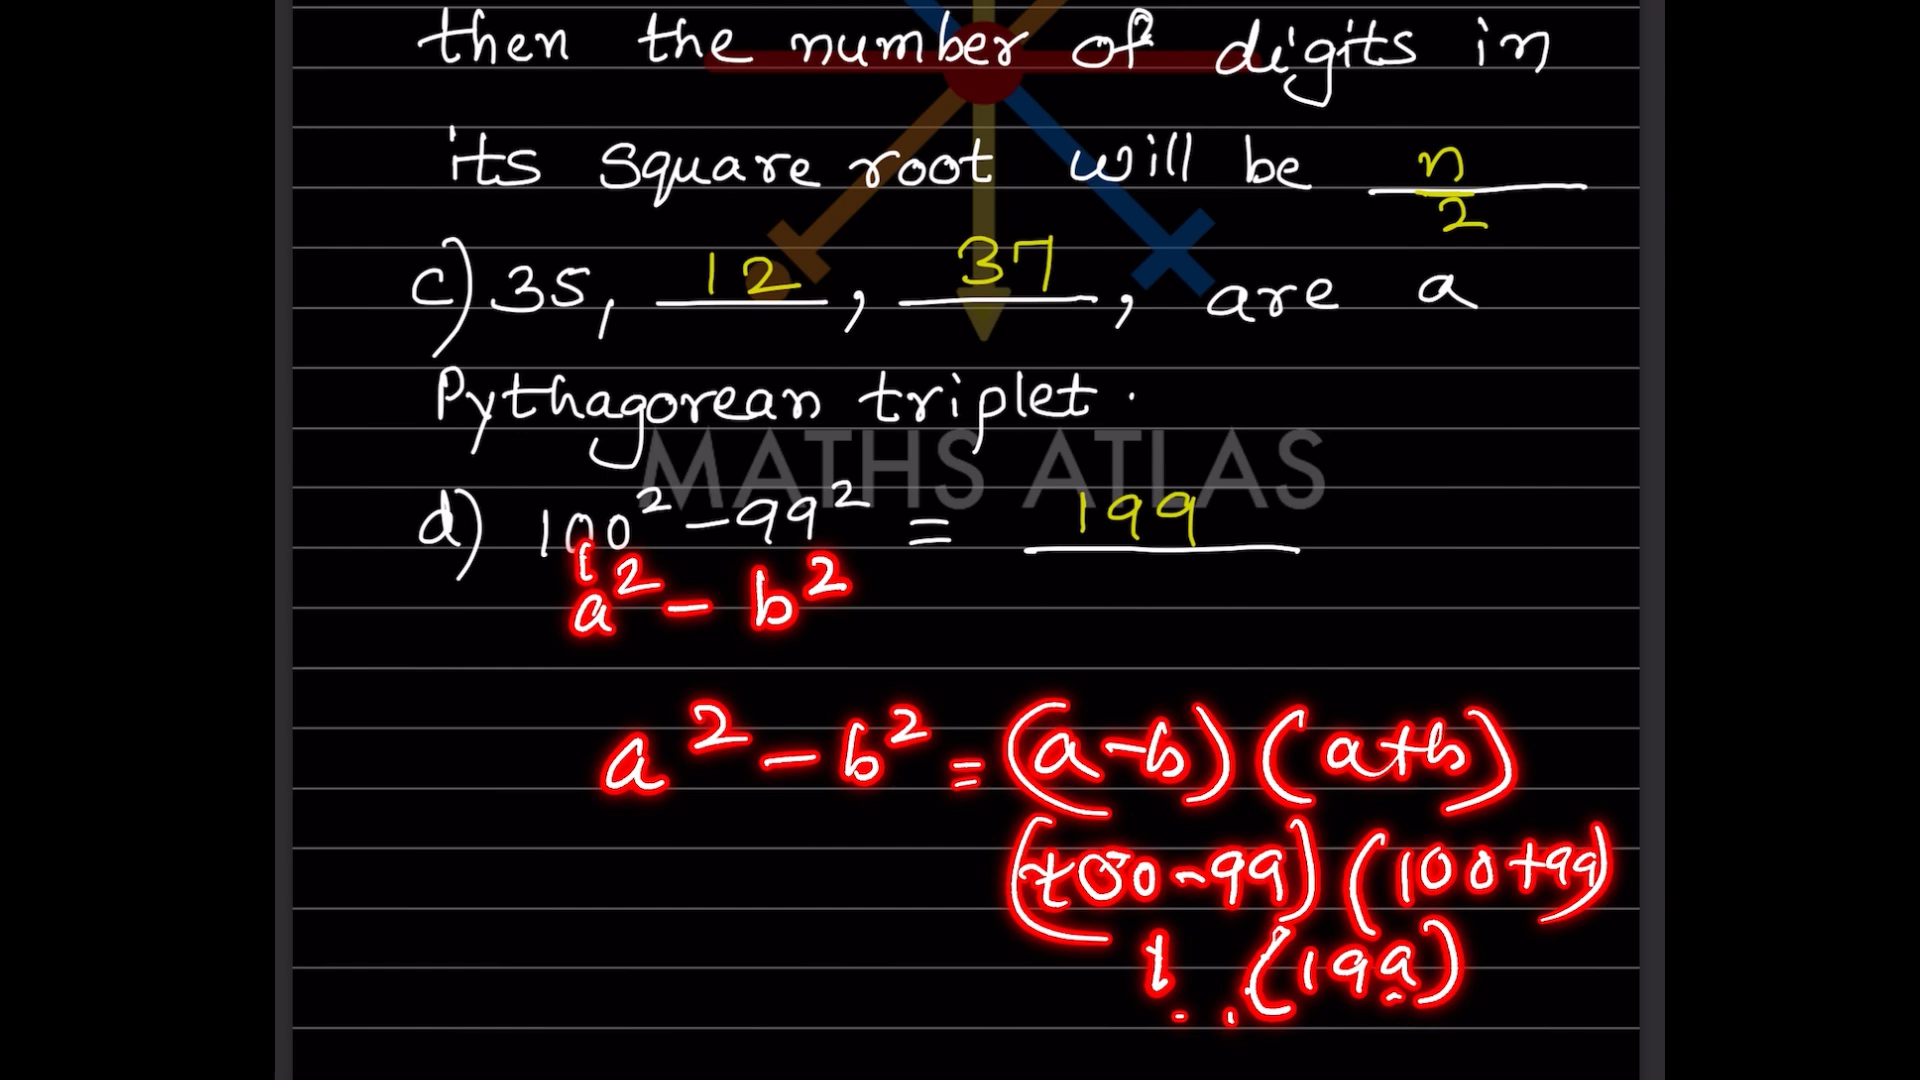 then the number of digits in
its square root will be n/2
c) 35, 12, 37, are a
Pythagorean triplet.
MATHS ATLAS
d) 100² - 99² = 199
a² - b²
a² - b² = (a-b) (a+b)
(100-99) (100+99)
1 (199)